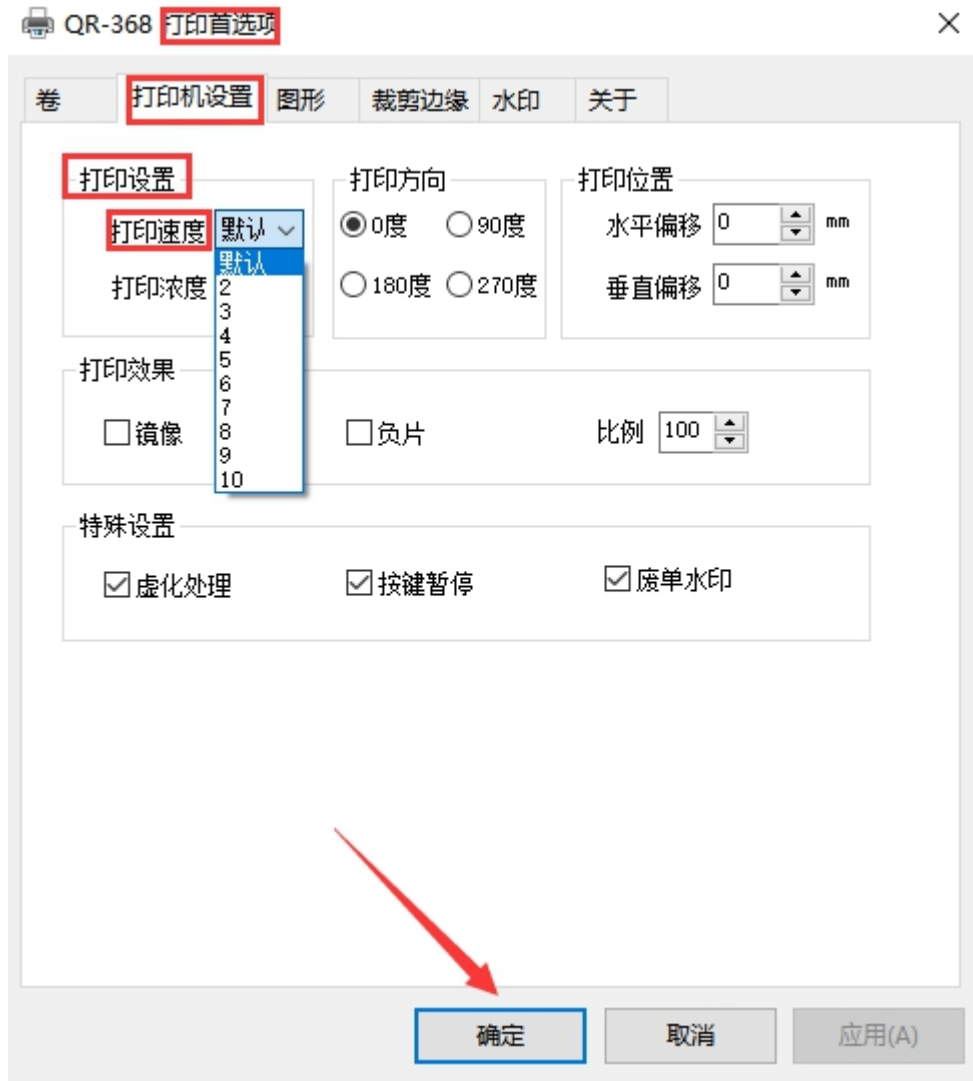 QR-368 打印首选项
卷 打印机设置 图形 裁剪边缘 水印 关于
打印设置 打印方向 打印位置
打印速度 默认 0度 90度 水平偏移 0 mm
默认
打印浓度 2 180度 270度 垂直偏移 0 mm
3
4
打印效果 5
6
7
镜像 8 负片 比例 100
9
10
特殊设置
虚化处理 按键暂停 废单水印
确定 取消 应用(A)